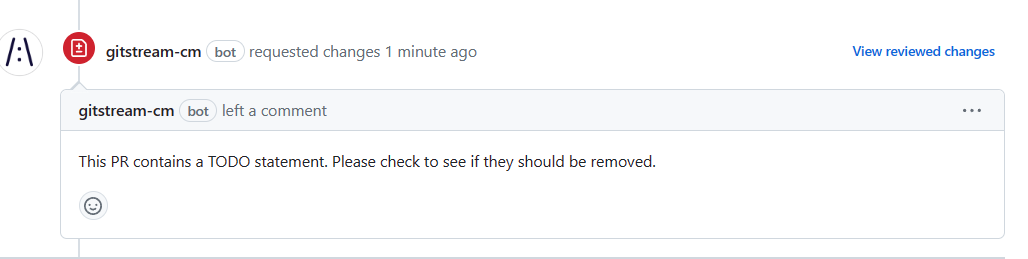 gitstream-cm bot requested changes 1 minute ago View reviewed changes
gitstream-cm bot left a comment
This PR contains a TODO statement. Please check to see if they should be removed.